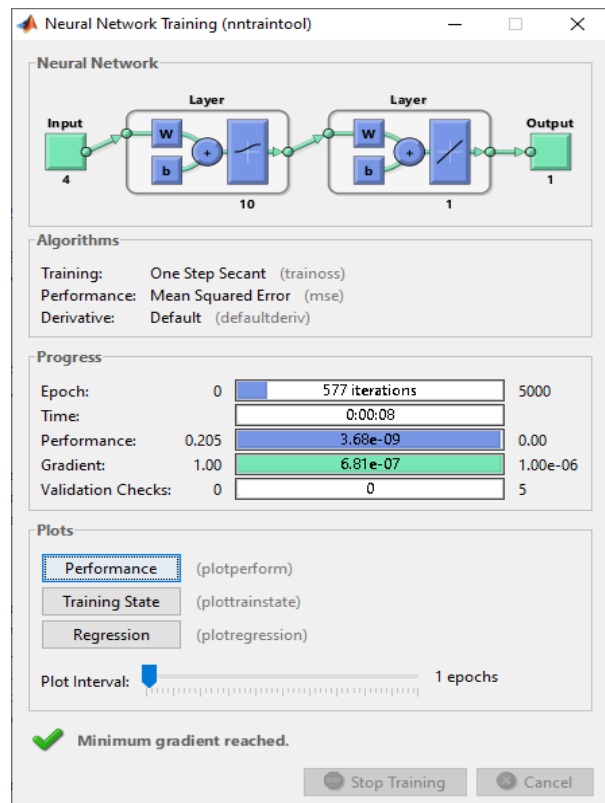 Neural Network Training (nntraintool)
Neural Network
Layer Layer
Input Output
W W
b b
+ +
4 1
10 1
Algorithms
Training: One Step Secant (trainoss)
Performance: Mean Squared Error (mse)
Derivative: Default (defaultderiv)
Progress
Epoch: 0 577 iterations 5000
Time: 0:00:08
Performance: 0.205 3.68e-09 0.00
Gradient: 1.00 6.81e-07 1.00e-06
Validation Checks: 0 0 5
Plots
Performance (plotperform)
Training State (plottrainstate)
Regression (plotregression)
Plot Interval: 1 epochs
Minimum gradient reached.
Stop Training Cancel